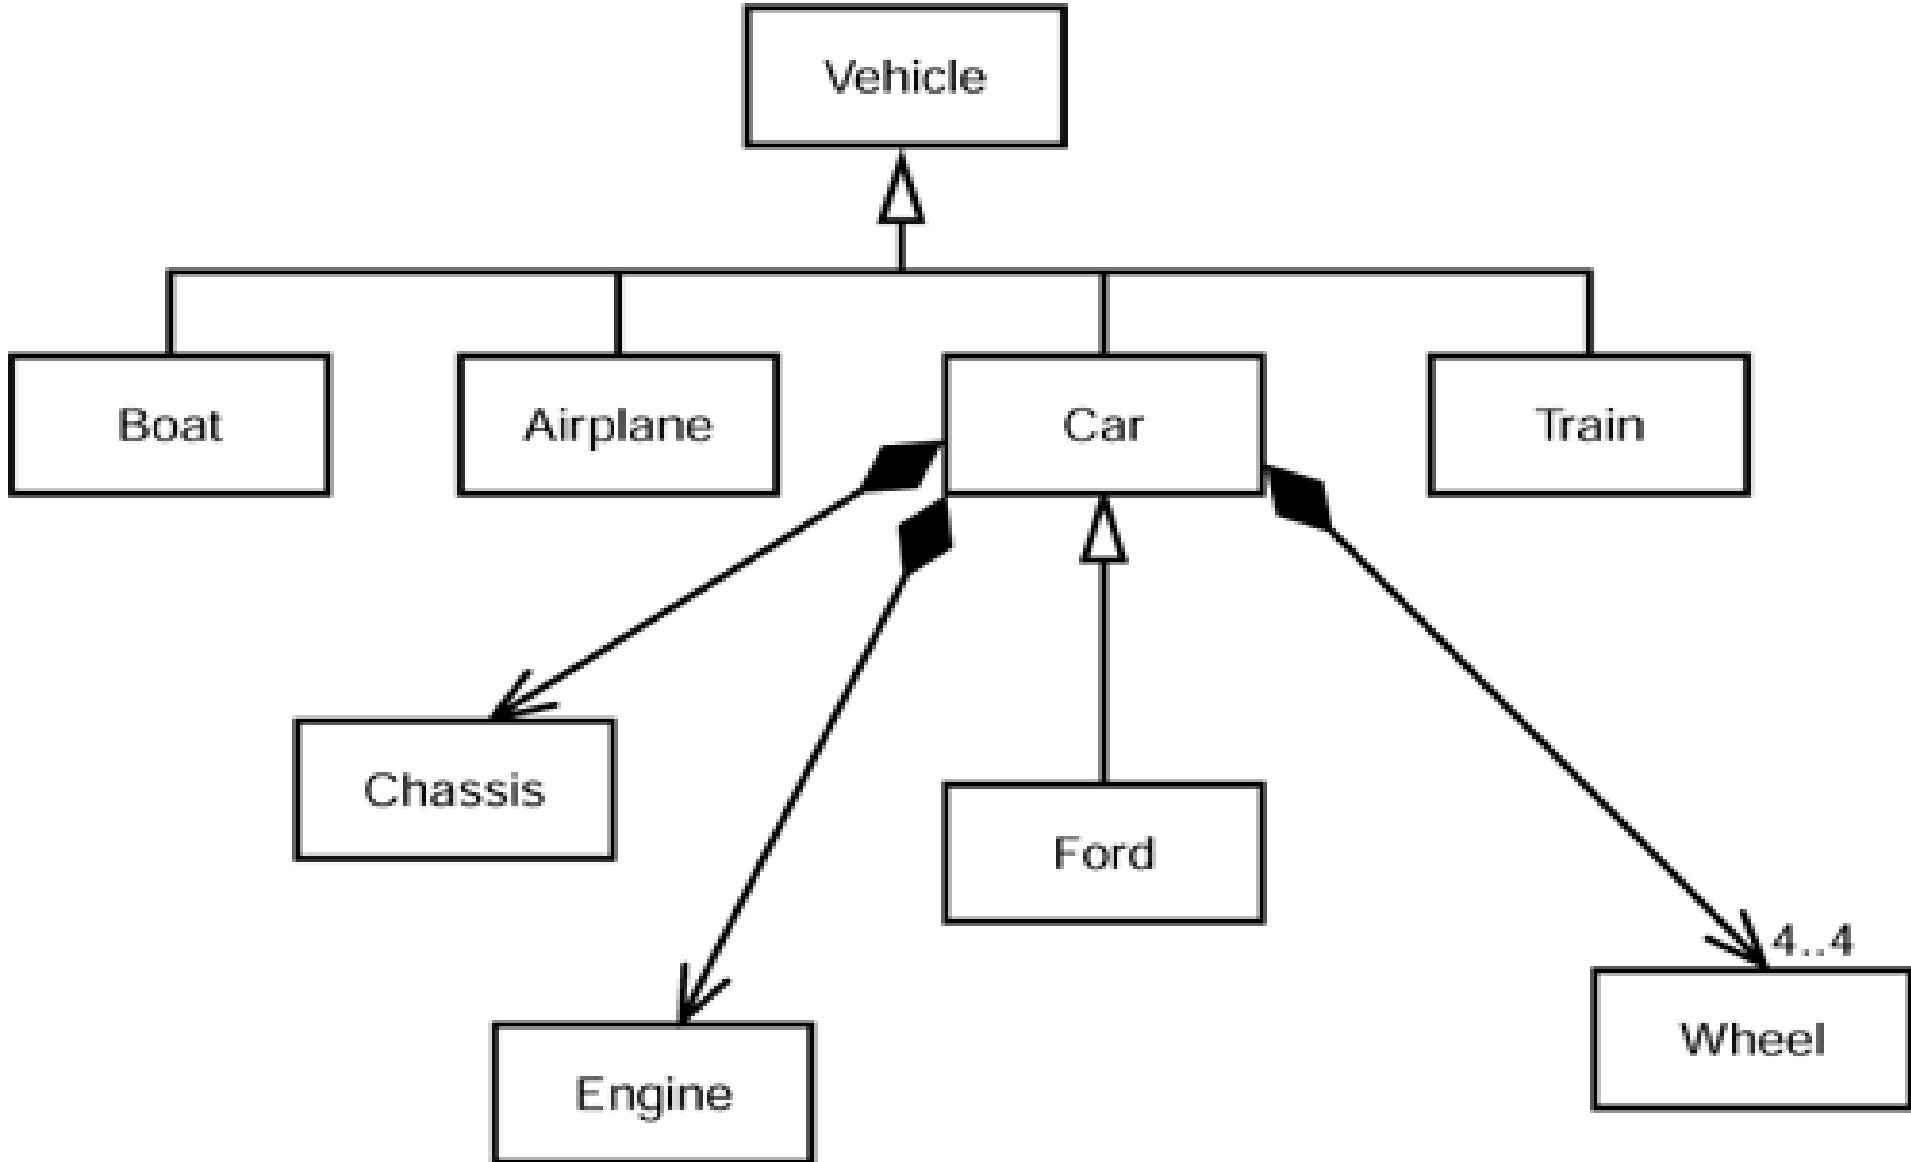 Vehicle
Boat
Airplane
Car
Train
Chassis
Ford
4..4
Wheel
Engine